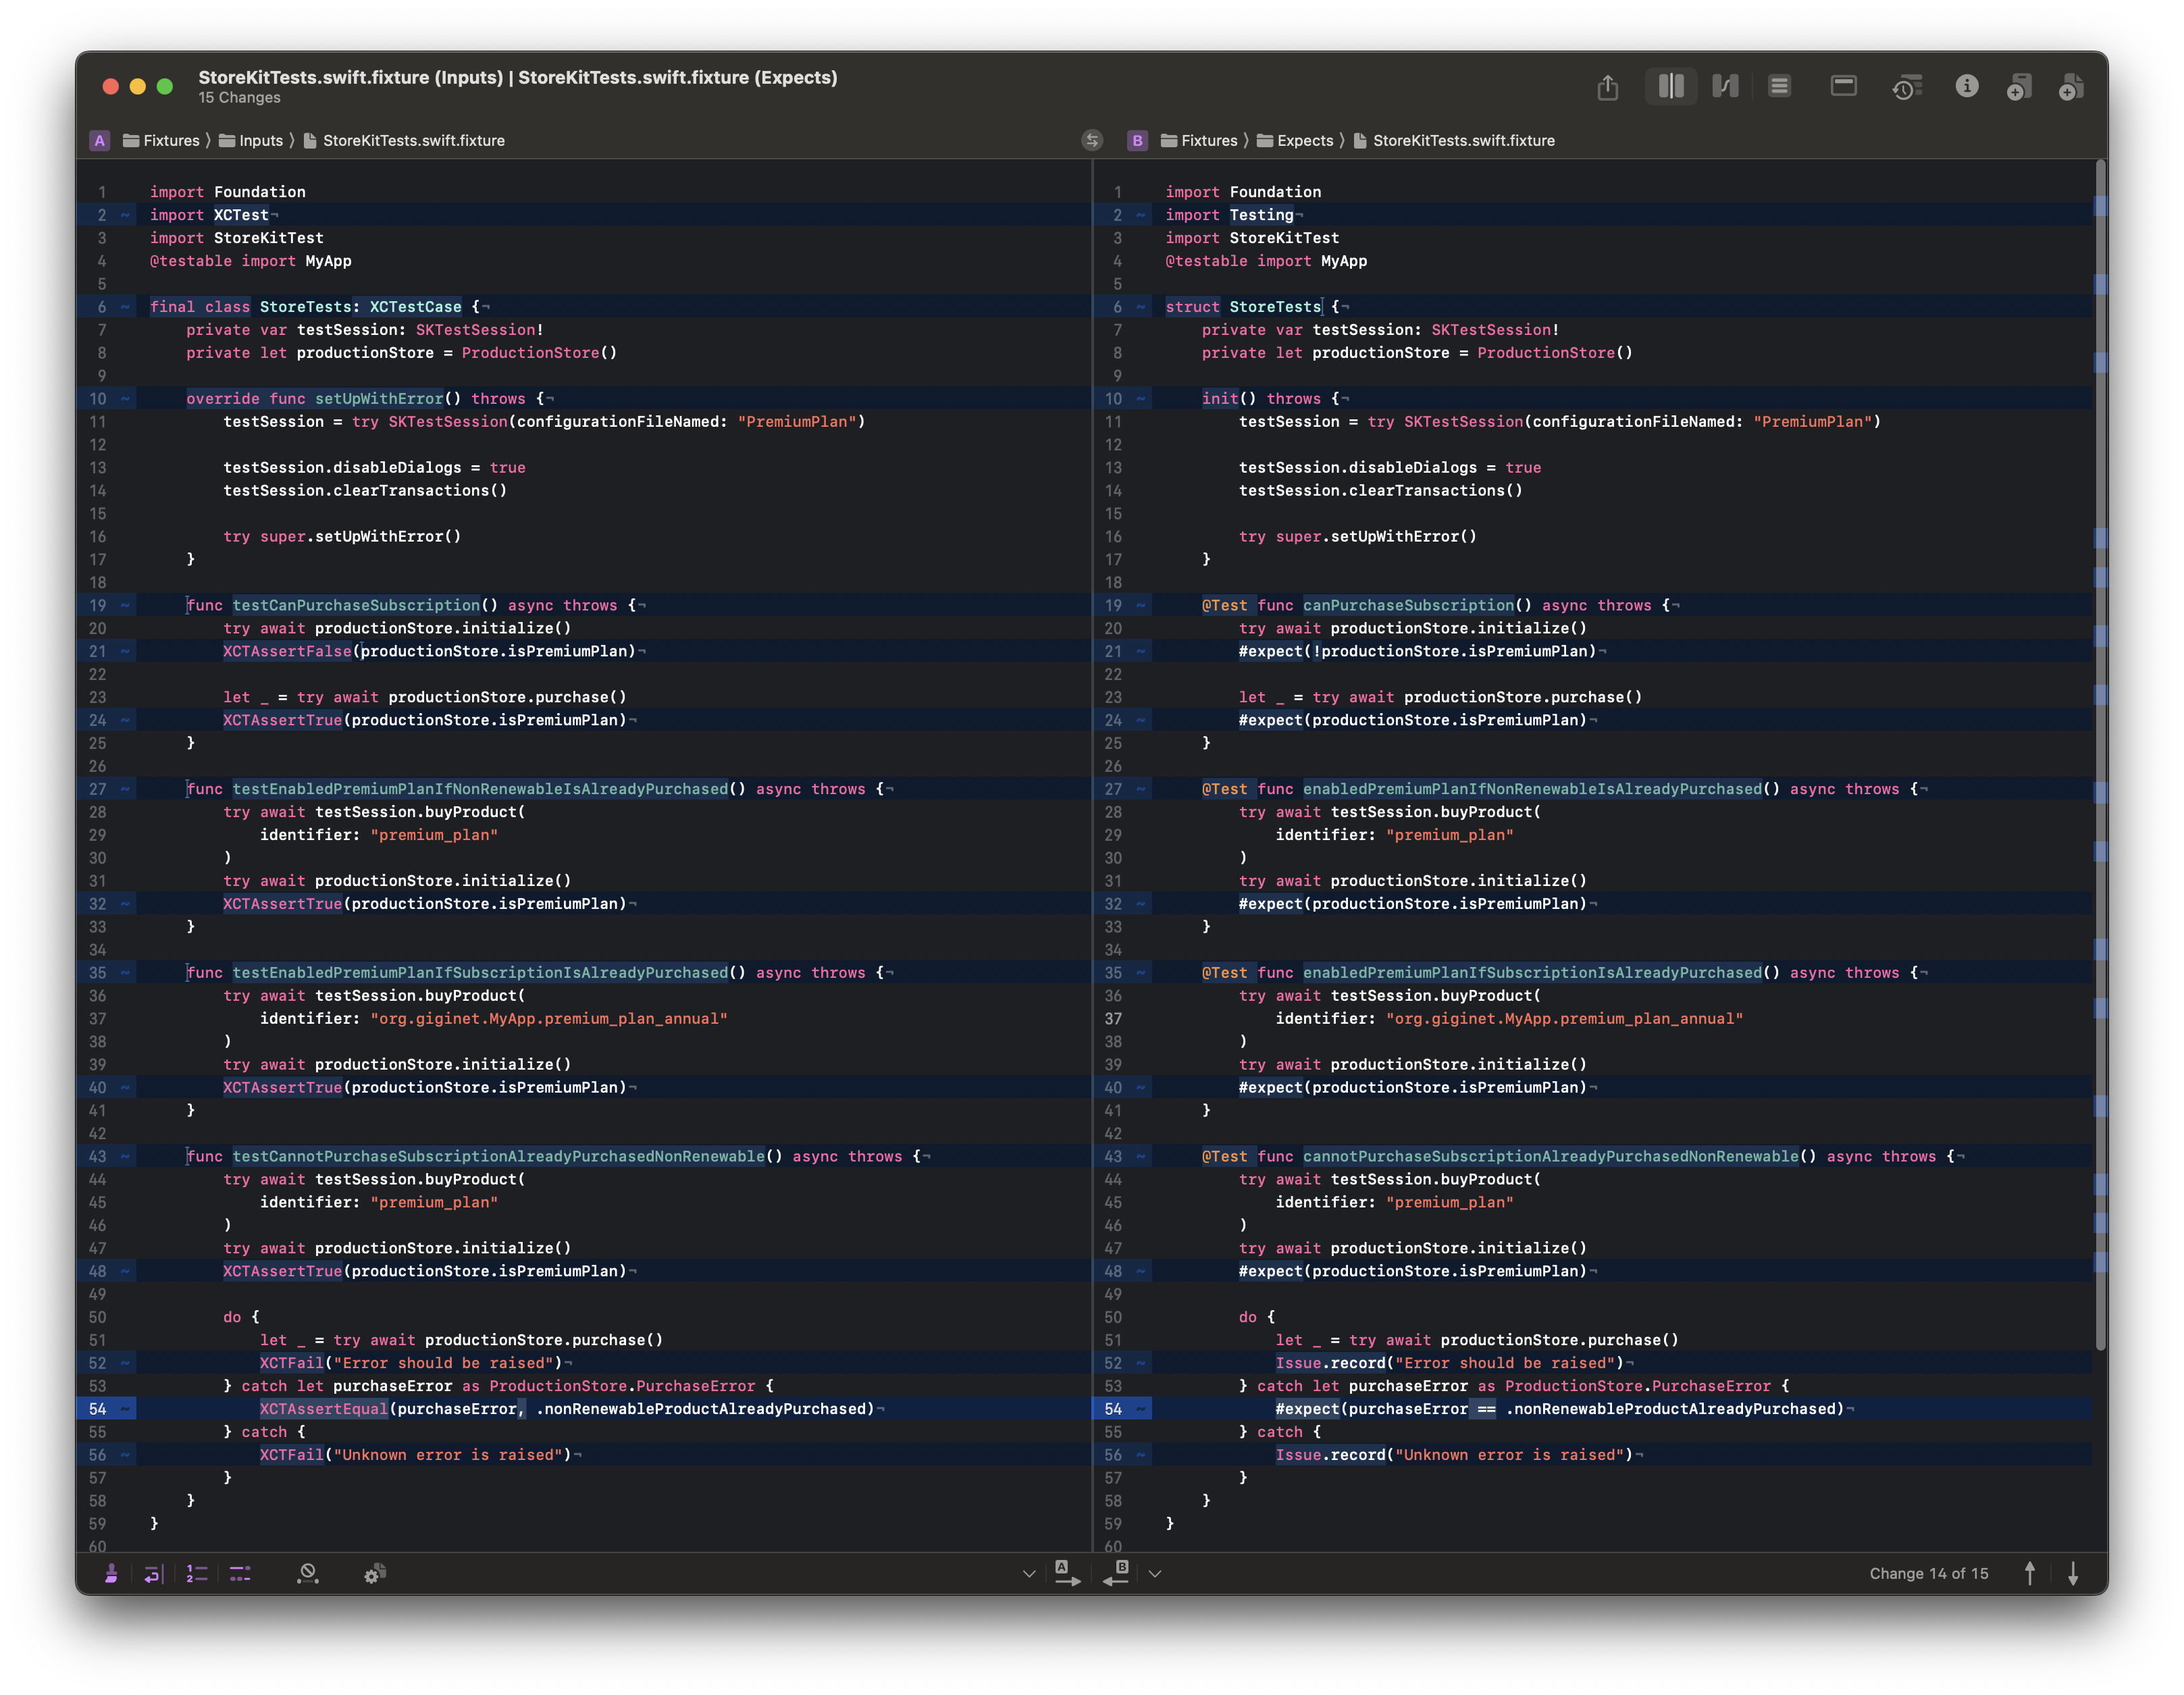 StoreKitTests.swift.fixture (Inputs) | StoreKitTests.swift.fixture (Expects)
15 Changes
A Fixtures 〉 Inputs 〉 StoreKitTests.swift.fixture
B Fixtures 〉 Expects 〉 StoreKitTests.swift.fixture
1 import Foundation
2 ~ import XCTest¬
3 import StoreKitTest
4 @testable import MyApp
5
6 ~ final class StoreTests: XCTestCase {¬
7 private var testSession: SKTestSession!
8 private let productionStore = ProductionStore()
9
10 ~ override func setUpWithError() throws {¬
11 testSession = try SKTestSession(configurationFileNamed: "PremiumPlan")
12
13 testSession.disableDialogs = true
14 testSession.clearTransactions()
15
16 try super.setUpWithError()
17 }
18
19 ~ func testCanPurchaseSubscription() async throws {¬
20 try await productionStore.initialize()
21 ~ XCTAssertFalse(productionStore.isPremiumPlan)¬
22
23 let _ = try await productionStore.purchase()
24 ~ XCTAssertTrue(productionStore.isPremiumPlan)¬
25 }
26
27 ~ func testEnabledPremiumPlanIfNonRenewableIsAlreadyPurchased() async throws {¬
28 try await testSession.buyProduct(
29 identifier: "premium_plan"
30 )
31 try await productionStore.initialize()
32 ~ XCTAssertTrue(productionStore.isPremiumPlan)¬
33 }
34
35 ~ func testEnabledPremiumPlanIfSubscriptionIsAlreadyPurchased() async throws {¬
36 try await testSession.buyProduct(
37 identifier: "org.giginet.MyApp.premium_plan_annual"
38 )
39 try await productionStore.initialize()
40 ~ XCTAssertTrue(productionStore.isPremiumPlan)¬
41 }
42
43 ~ func testCannotPurchaseSubscriptionAlreadyPurchasedNonRenewable() async throws {¬
44 try await testSession.buyProduct(
45 identifier: "premium_plan"
46 )
47 try await productionStore.initialize()
48 ~ XCTAssertTrue(productionStore.isPremiumPlan)¬
49
50 do {
51 let _ = try await productionStore.purchase()
52 ~ XCTFail("Error should be raised")¬
53 } catch let purchaseError as ProductionStore.PurchaseError {
54 ~ XCTAssertEqual(purchaseError, .nonRenewableProductAlreadyPurchased)¬
55 } catch {
56 ~ XCTFail("Unknown error is raised")¬
57 }
58 }
59 }
60
1 import Foundation
2 ~ import Testing¬
3 import StoreKitTest
4 @testable import MyApp
5
6 ~ struct StoreTests {¬
7 private var testSession: SKTestSession!
8 private let productionStore = ProductionStore()
9
10 ~ init() throws {¬
11 testSession = try SKTestSession(configurationFileNamed: "PremiumPlan")
12
13 testSession.disableDialogs = true
14 testSession.clearTransactions()
15
16 try super.setUpWithError()
17 }
18
19 ~ @Test func canPurchaseSubscription() async throws {¬
20 try await productionStore.initialize()
21 ~ #expect(!productionStore.isPremiumPlan)¬
22
23 let _ = try await productionStore.purchase()
24 ~ #expect(productionStore.isPremiumPlan)¬
25 }
26
27 ~ @Test func enabledPremiumPlanIfNonRenewableIsAlreadyPurchased() async throws {¬
28 try await testSession.buyProduct(
29 identifier: "premium_plan"
30 )
31 try await productionStore.initialize()
32 ~ #expect(productionStore.isPremiumPlan)¬
33 }
34
35 ~ @Test func enabledPremiumPlanIfSubscriptionIsAlreadyPurchased() async throws {¬
36 try await testSession.buyProduct(
37 identifier: "org.giginet.MyApp.premium_plan_annual"
38 )
39 try await productionStore.initialize()
40 ~ #expect(productionStore.isPremiumPlan)¬
41 }
42
43 ~ @Test func cannotPurchaseSubscriptionAlreadyPurchasedNonRenewable() async throws {¬
44 try await testSession.buyProduct(
45 identifier: "premium_plan"
46 )
47 try await productionStore.initialize()
48 ~ #expect(productionStore.isPremiumPlan)¬
49
50 do {
51 let _ = try await productionStore.purchase()
52 ~ Issue.record("Error should be raised")¬
53 } catch let purchaseError as ProductionStore.PurchaseError {
54 ~ #expect(purchaseError == .nonRenewableProductAlreadyPurchased)¬
55 } catch {
56 ~ Issue.record("Unknown error is raised")¬
57 }
58 }
59 }
60
A B
Change 14 of 15